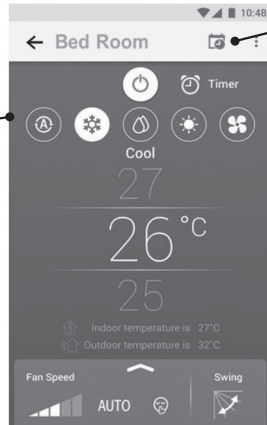 10:48
Bed Room
Timer
A
Cool
27
26 °C
25
Indoor temperature is 27°C
Outdoor temperature is 32°C
Fan Speed
Swing
AUTO